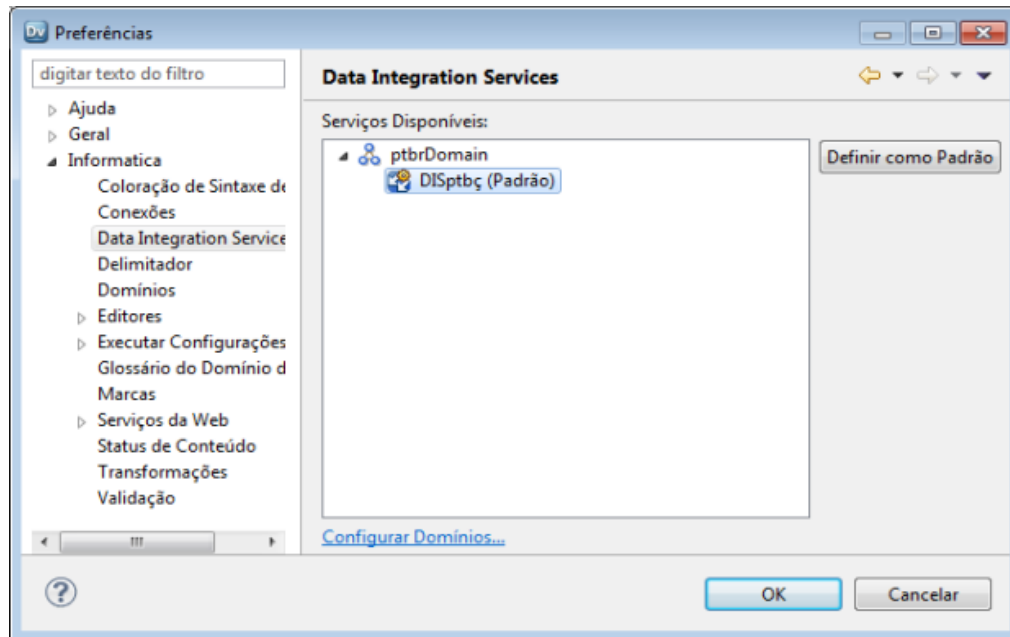 Dv Preferências
digitar texto do filtro
Ajuda
Geral
Informatica
Coloração de Sintaxe de
Conexões
Data Integration Service
Delimitador
Domínios
Editores
Executar Configurações
Glossário do Domínio d
Marcas
Serviços da Web
Status de Conteúdo
Transformações
Validação
Data Integration Services
Serviços Disponíveis:
ptbrDomain
DISptbç (Padrão)
Definir como Padrão
Configurar Domínios...
?
OK
Cancelar